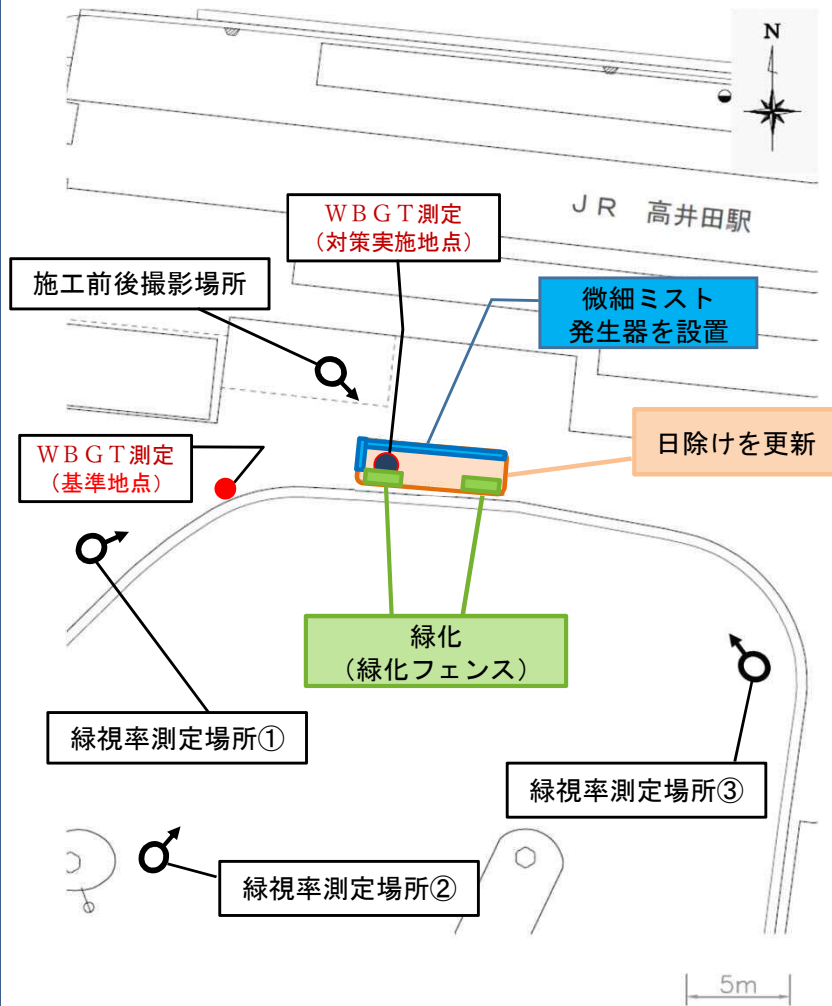 N
JR 高井田駅
WBGT測定
(対策実施地点)
施工前後撮影場所
微細ミスト
発生器を設置
日除けを更新
WBGT測定
(基準地点)
緑化
(緑化フェンス)
緑視率測定場所①
緑視率測定場所③
緑視率測定場所②
5m